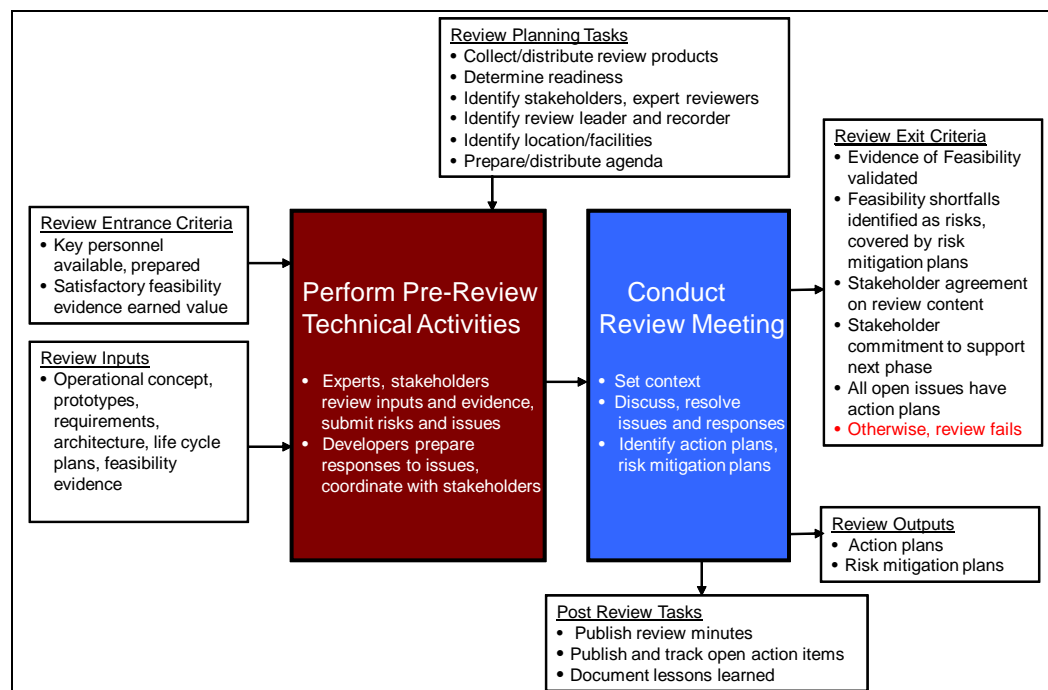 Review Planning Tasks
• Collect/distribute review products
• Determine readiness
• Identify stakeholders, expert reviewers
• Identify review leader and recorder
• Identify location/facilities
• Prepare/distribute agenda
Review Entrance Criteria
• Key personnel
available, prepared
• Satisfactory feasibility
evidence earned value
Review Inputs
• Operational concept,
prototypes,
requirements,
architecture, life cycle
plans, feasibility
evidence
Perform Pre-Review
Technical Activities
• Experts, stakeholders
review inputs and evidence,
submit risks and issues
• Developers prepare
responses to issues,
coordinate with stakeholders
Conduct
Review Meeting
• Set context
• Discuss, resolve
issues and responses
• Identify action plans,
risk mitigation plans
Review Exit Criteria
• Evidence of Feasibility
validated
• Feasibility shortfalls
identified as risks,
covered by risk
mitigation plans
• Stakeholder agreement
on review content
• Stakeholder
commitment to support
next phase
• All open issues have
action plans
• Otherwise, review fails
Review Outputs
• Action plans
• Risk mitigation plans
Post Review Tasks
• Publish review minutes
• Publish and track open action items
• Document lessons learned